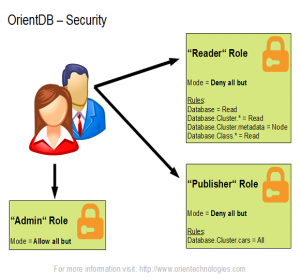 OrientDB – Security
“Reader“ Role
Mode = Deny all but
Rules:
Database = Read
Database.Cluster.* = Read
Database.Cluster.metadata = Node
Database.Class.* = Read
“Publisher“ Role
Mode = Deny all but
Rules:
Database.Cluster.cars = All
“Admin“ Role
Mode = Allow all but
For more information visit: http://www.orientechnologies.com